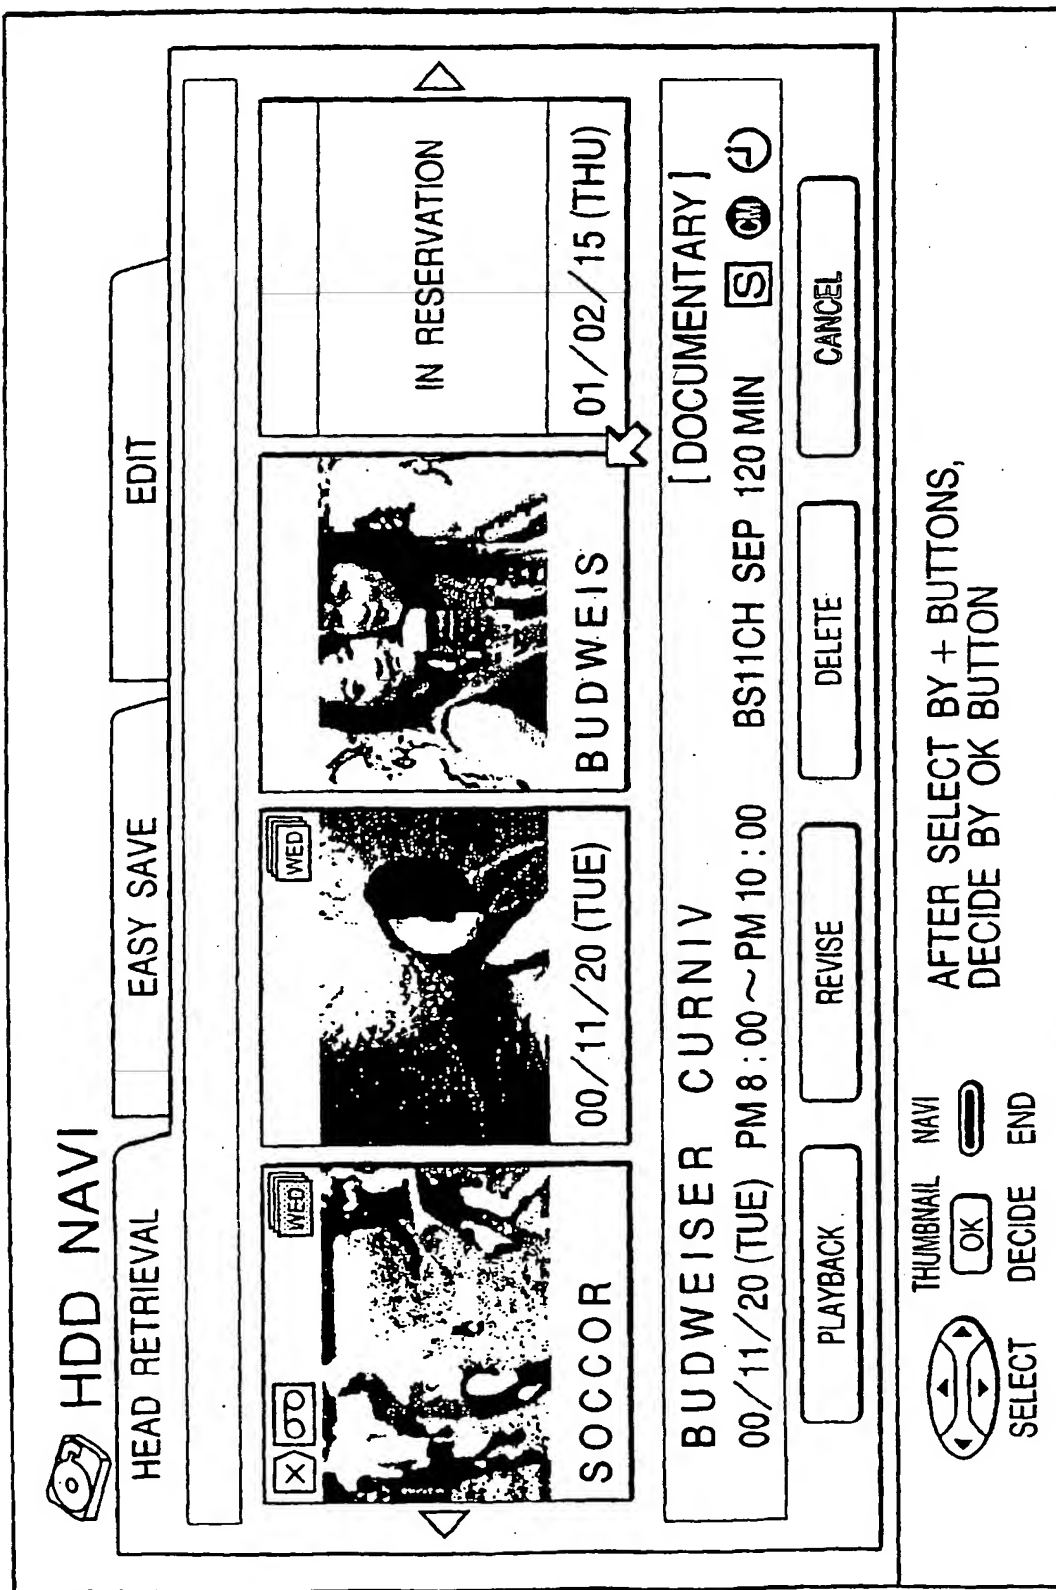 HDD NAVI
HEAD RETRIEVAL
EASY SAVE
EDIT
WED
WED
IN RESERVATION
SOCCOR
00/11/20 (TUE)
BUDWEIS
01/02/15 (THU)
BUDWEISER CURNIV
[DOCUMENTARY]
00/11/20 (TUE) PM 8:00~PM 10:00 BS11CH SEP 120 MIN S CM
PLAYBACK
REVISE
DELETE
CANCEL
THUMBNAIL NAVI
OK
SELECT DECIDE END
AFTER SELECT BY + BUTTONS,
DECIDE BY OK BUTTON